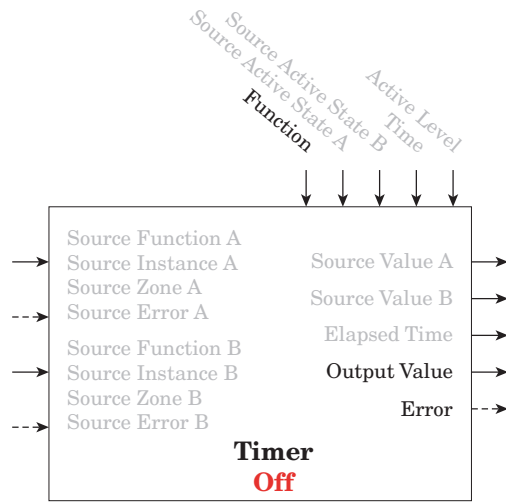 Function
Source Active State A
Source Active State B
Time
Active Level
Source Function A
Source Instance A
Source Zone A
Source Error A
Source Function B
Source Instance B
Source Zone B
Source Error B
Source Value A
Source Value B
Elapsed Time
Output Value
Error
Timer
Off